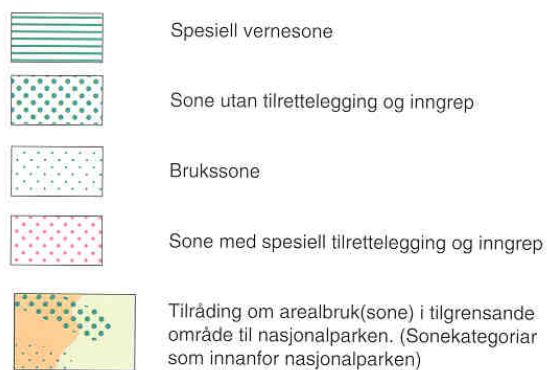 Spesiell vernesone
Sone utan tilrettelegging og inngrep
Brukssone
Sone med spesiell tilrettelegging og inngrep
Tilråding om arealbruk(sone) i tilgrensande
område til nasjonalparken. (Sonekategoriar
som innanfor nasjonalparken)